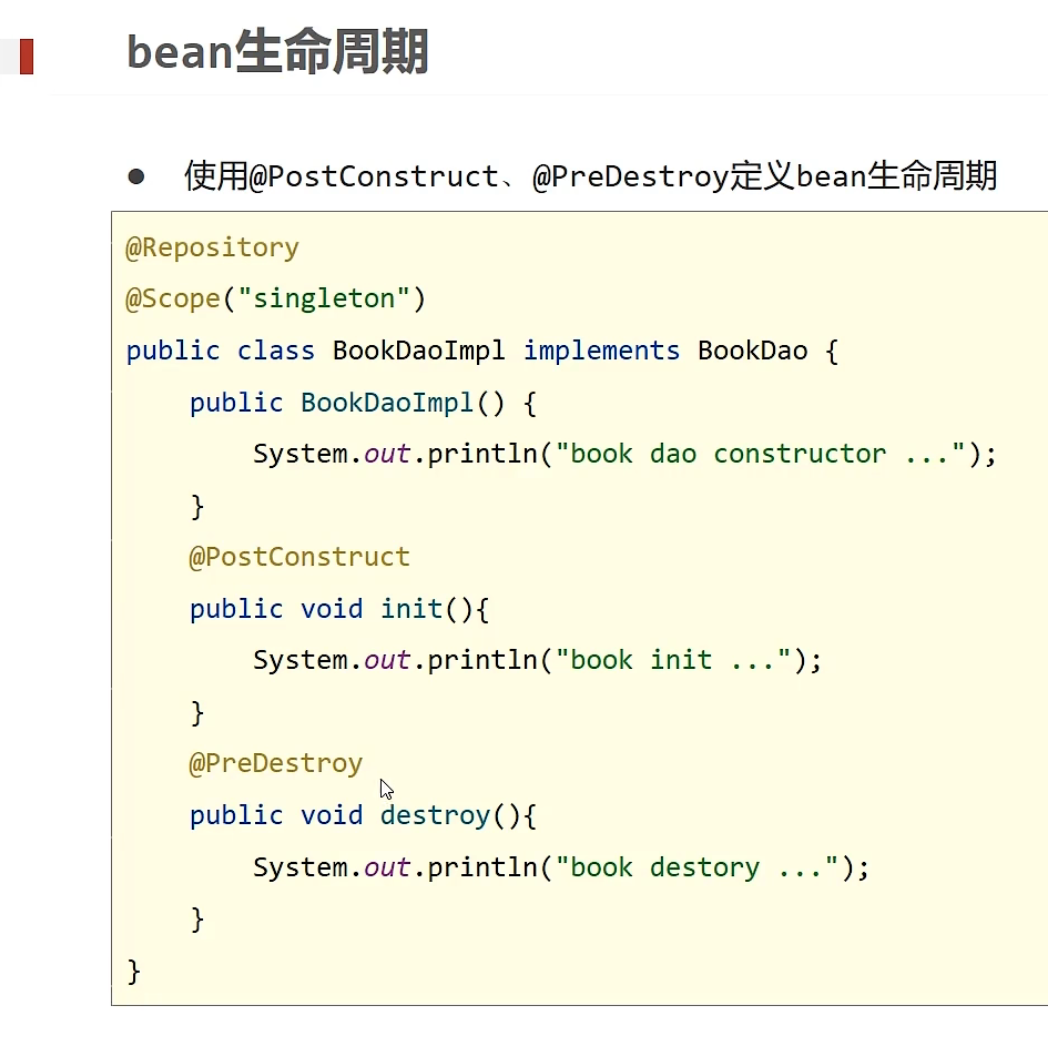 bean生命周期
● 使用@PostConstruct、@PreDestroy定义bean生命周期
@Repository
@Scope("singleton")
public class BookDaoImpl implements BookDao {
    public BookDaoImpl() {
        System.out.println("book dao constructor ...");
    }
    @PostConstruct
    public void init(){
        System.out.println("book init ...");
    }
    @PreDestroy
    public void destroy(){
        System.out.println("book destory ...");
    }
}